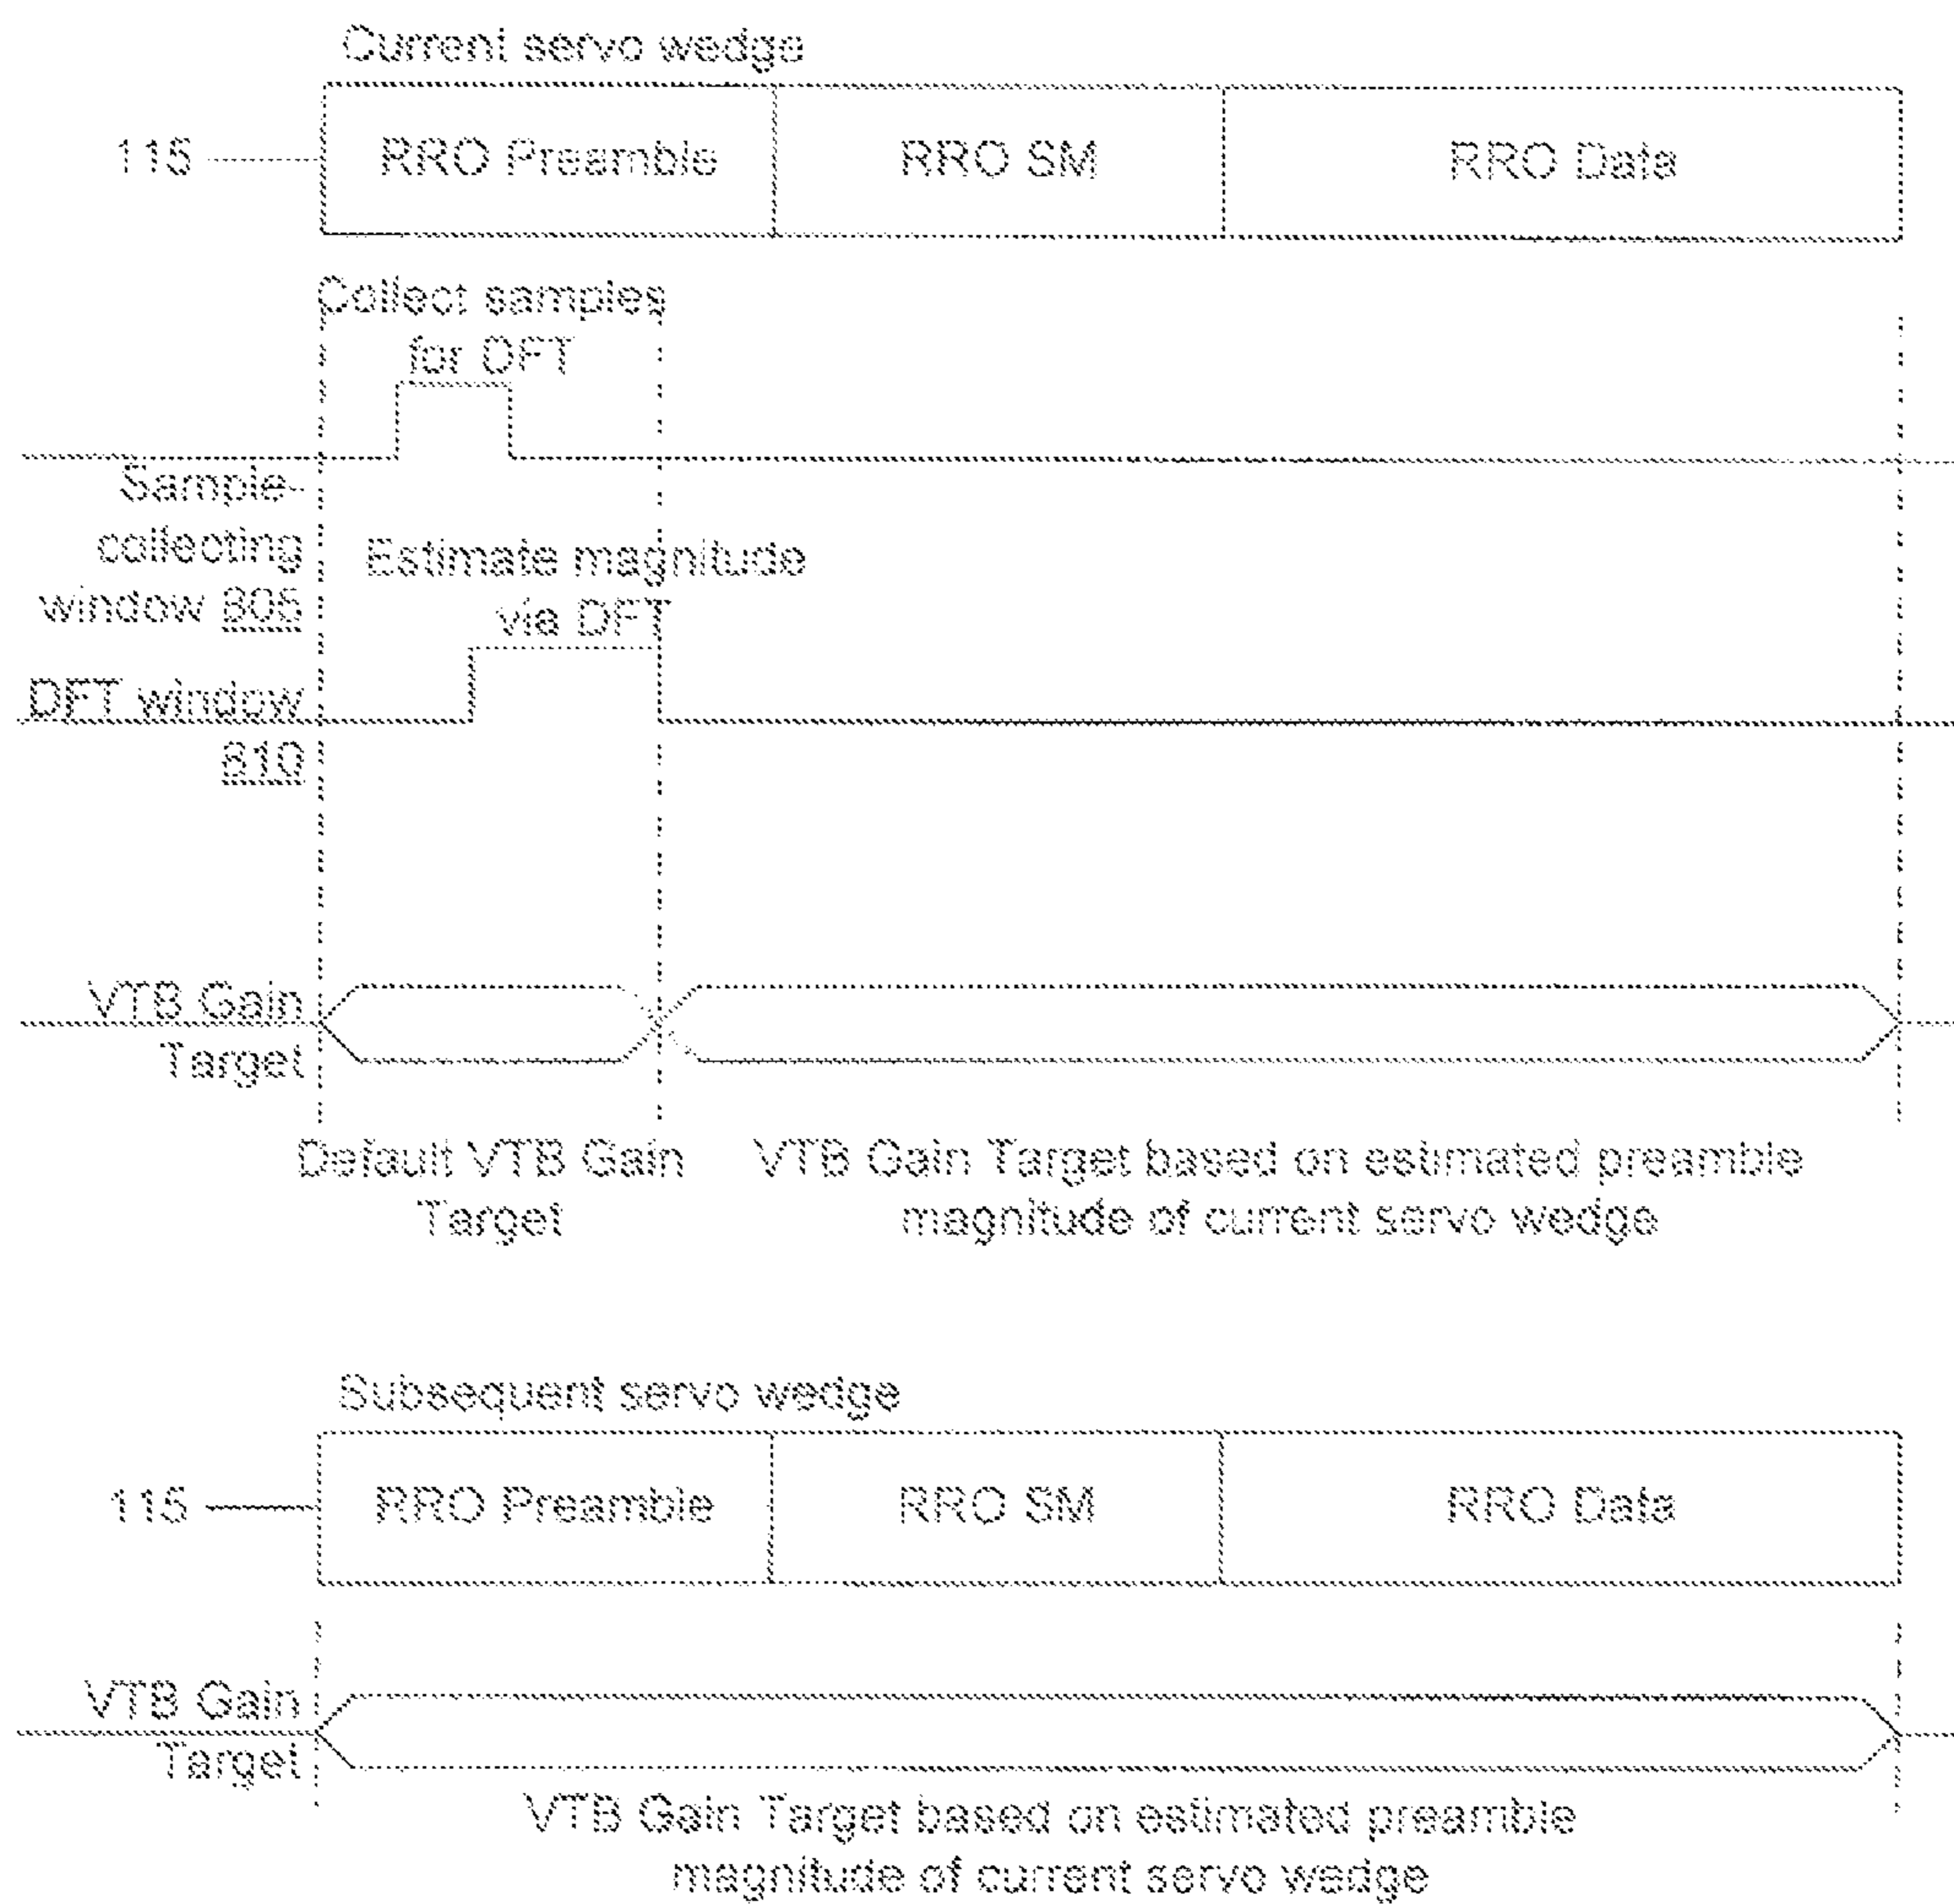 Current servo wedge
115
RRO Preamble
RRO SM
RRO Data
Collect samples
for DFT
Sample-
collecting
window 805
Estimate magnitude
via DFT
DFT window
810
VTB Gain
Target
Default VTB Gain
Target
VTB Gain Target based on estimated preamble
magnitude of current servo wedge
Subsequent servo wedge
115
RRO Preamble
RRO SM
RRO Data
VTB Gain
Target
VTB Gain Target based on estimated preamble
magnitude of current servo wedge